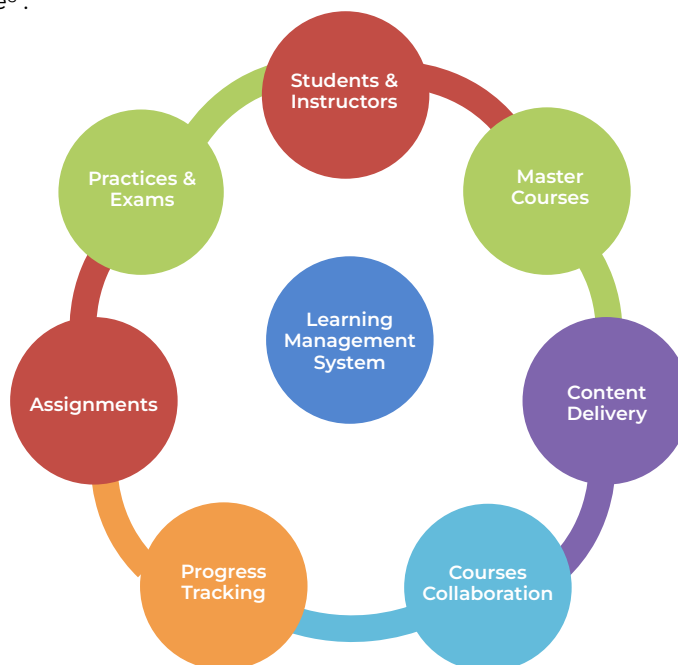 Students &
Instructors
Master
Courses
Content
Delivery
Courses
Collaboration
Progress
Tracking
Assignments
Practices &
Exams
Learning
Management
System